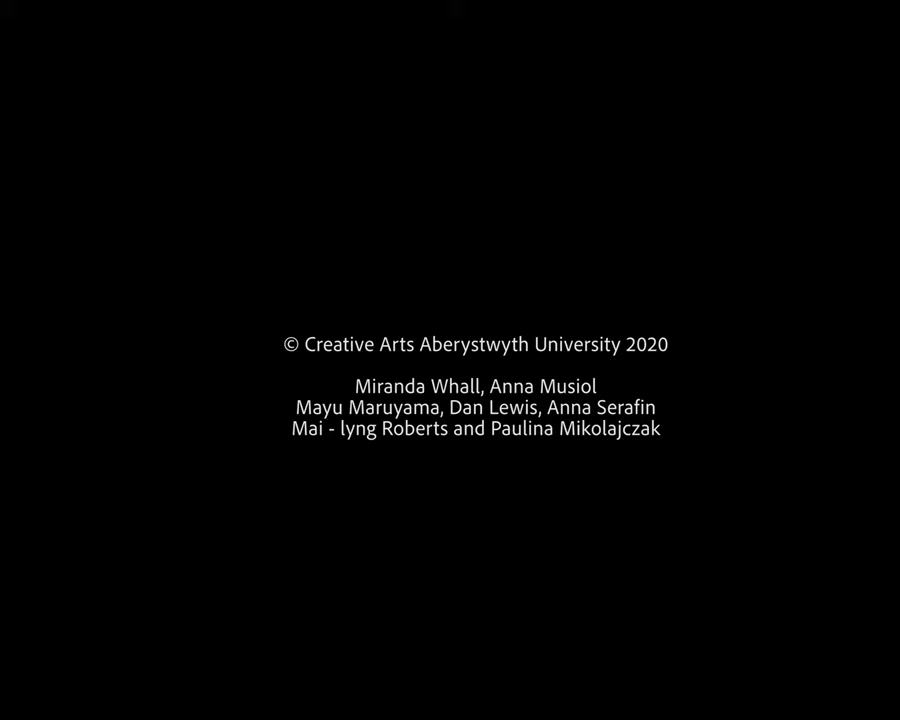 © Creative Arts Aberystwyth University 2020
Miranda Whall, Anna Musiol
Mayu Maruyama, Dan Lewis, Anna Serafin
Mai - lyng Roberts and Paulina Mikolajczak